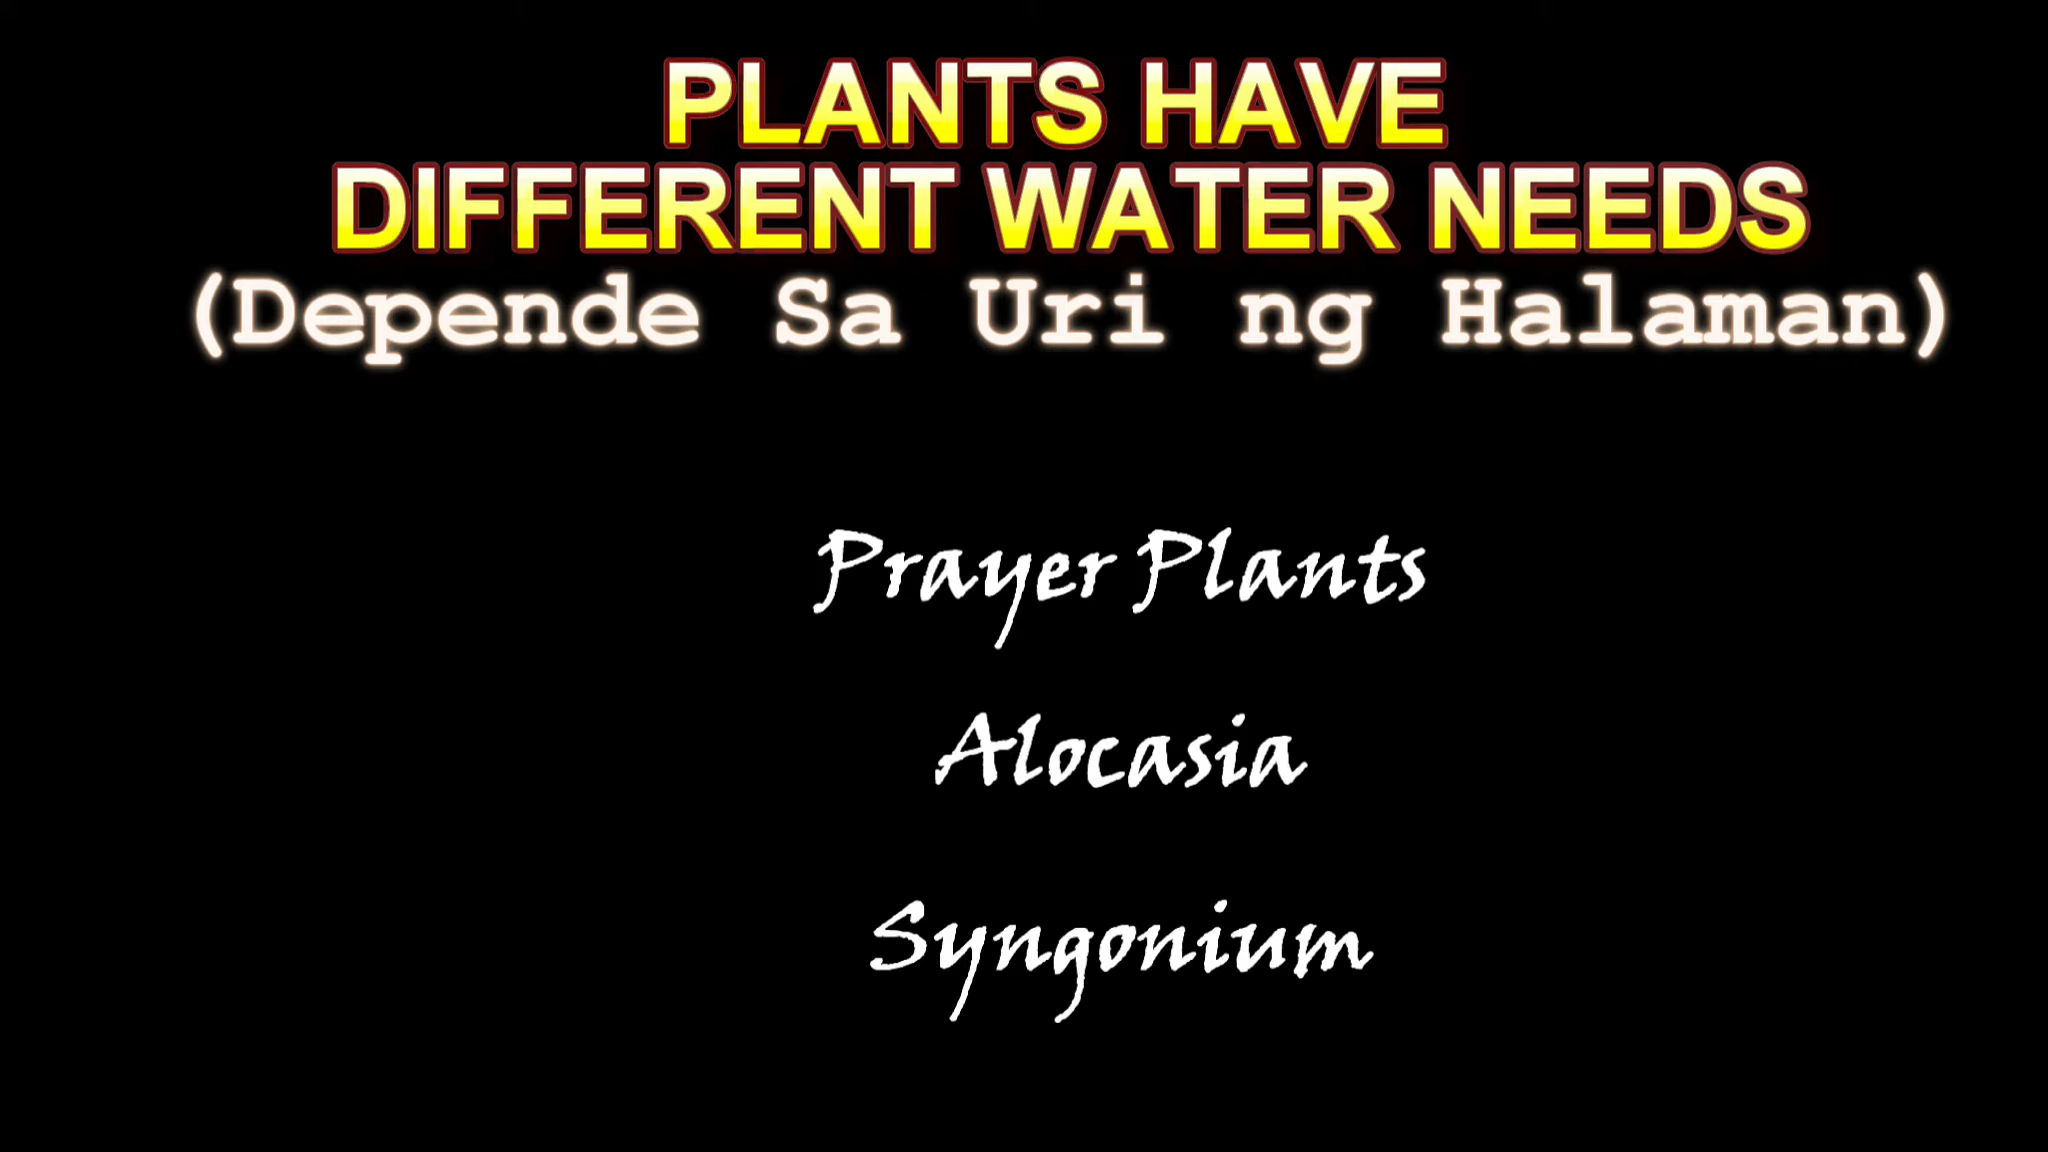 PLANTS HAVE
DIFFERENT WATER NEEDS
(Depende Sa Uri ng Halaman)
Prayer Plants
Alocasia
Syngonium